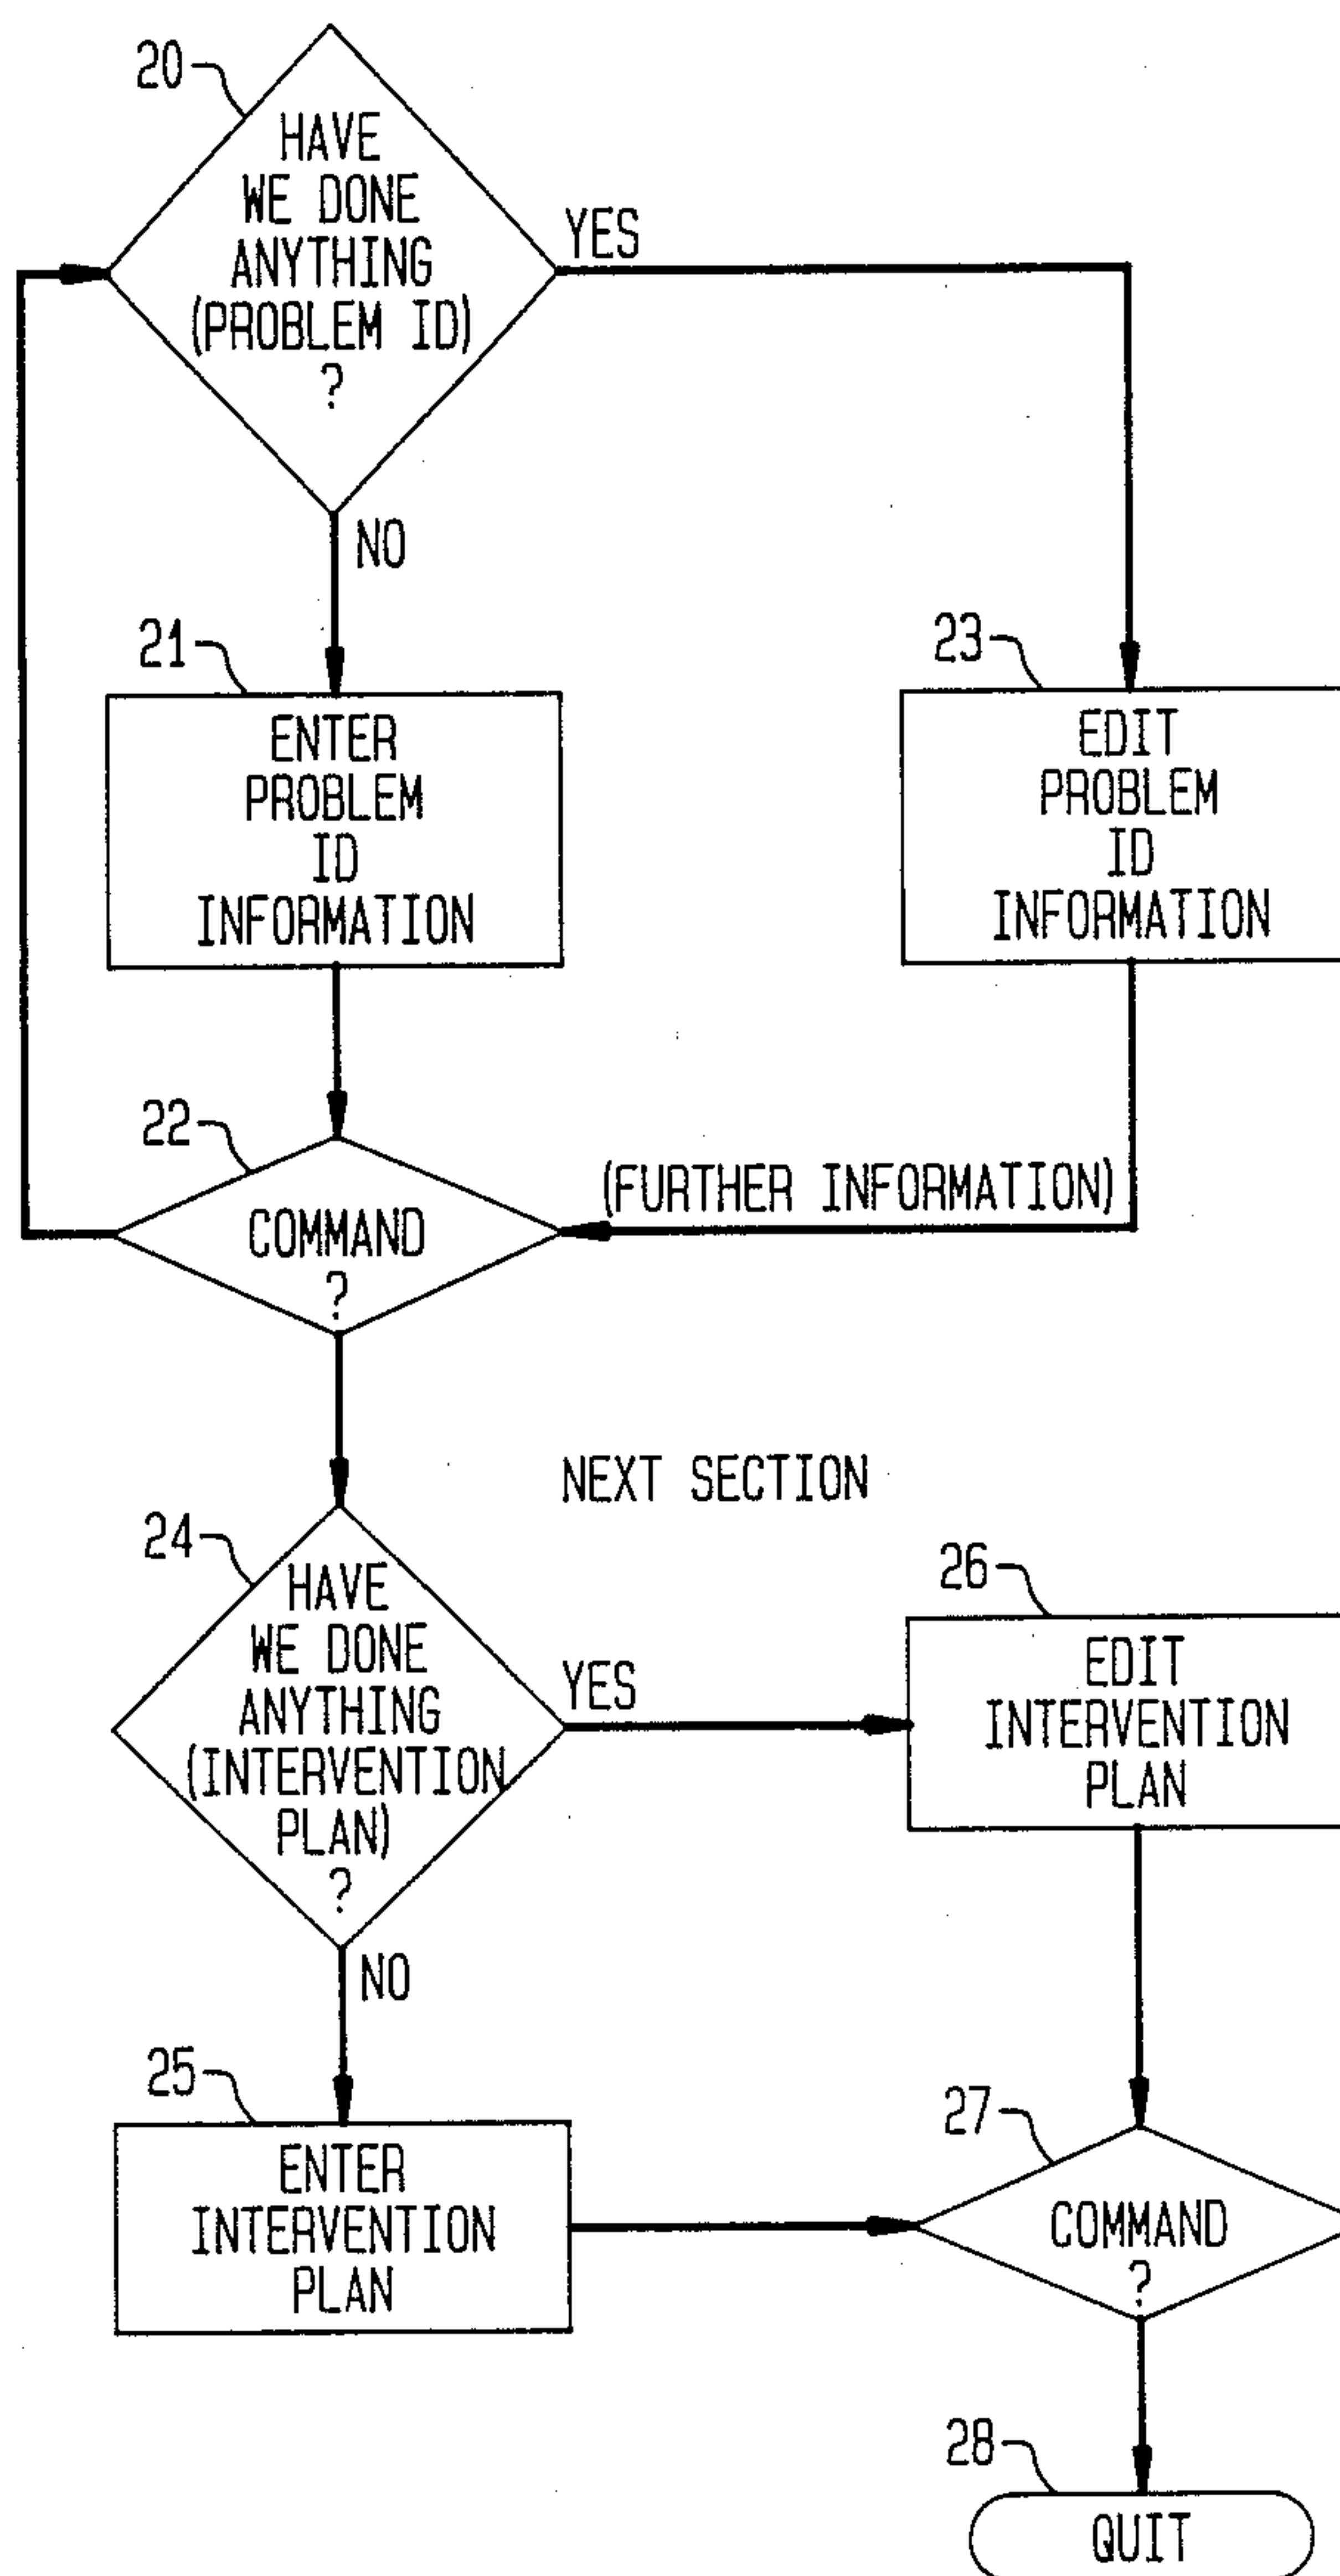 20
HAVE
WE DONE
ANYTHING
(PROBLEM ID)
?
YES
NO
21
ENTER
PROBLEM
ID
INFORMATION
23
EDIT
PROBLEM
ID
INFORMATION
22
COMMAND
?
(FURTHER INFORMATION)
NEXT SECTION
24
HAVE
WE DONE
ANYTHING
(INTERVENTION
PLAN)
?
YES
NO
26
EDIT
INTERVENTION
PLAN
25
ENTER
INTERVENTION
PLAN
27
COMMAND
?
28
QUIT